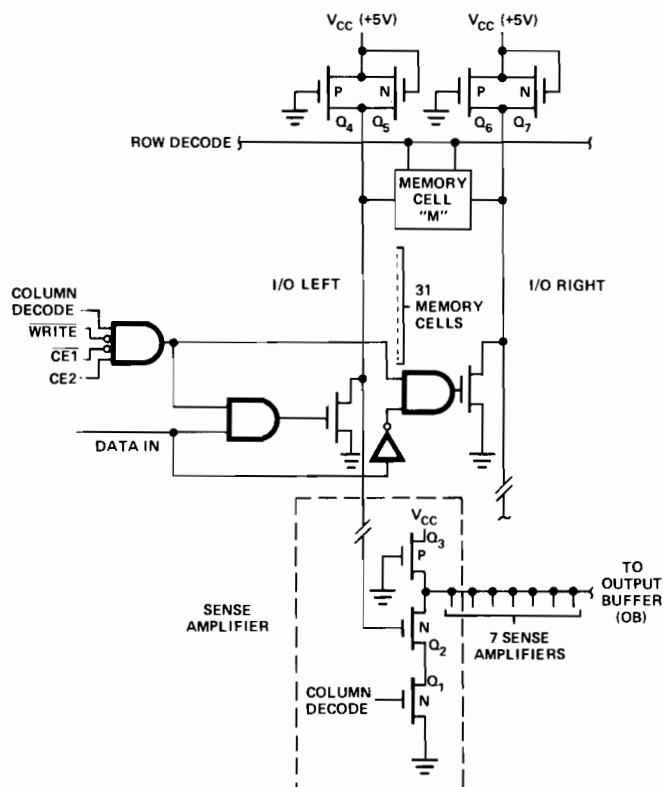 VCC (+5V) VCC (+5V)
P N P N
Q4 Q5 Q6 Q7
ROW DECODE
MEMORY
CELL
"M"
I/O LEFT
31
MEMORY
CELLS
I/O RIGHT
COLUMN
DECODE
WRITE
CE1
CE2
DATA IN
VCC
Q3
P
SENSE
AMPLIFIER
N
Q2
7 SENSE
AMPLIFIERS
TO
OUTPUT
BUFFER
(OB)
Q1
COLUMN
DECODE
N